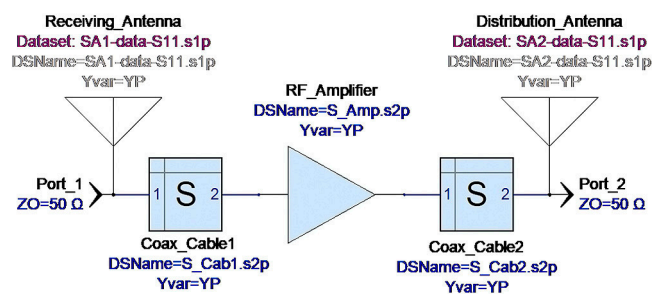 Receiving_Antenna
Dataset: SA1-data-S11.s1p
DSName=SA1-data-S11.s1p
Yvar=YP
Distribution_Antenna
Dataset: SA2-data-S11.s1p
DSName=SA2-data-S11.s1p
Yvar=YP
RF_Amplifier
DSName=S_Amp.s2p
Yvar=YP
Port_1
ZO=50 Ω
1 S 2
Coax_Cable1
DSName=S_Cab1.s2p
Yvar=YP
1 S 2
Coax_Cable2
DSName=S_Cab2.s2p
Yvar=YP
Port_2
ZO=50 Ω